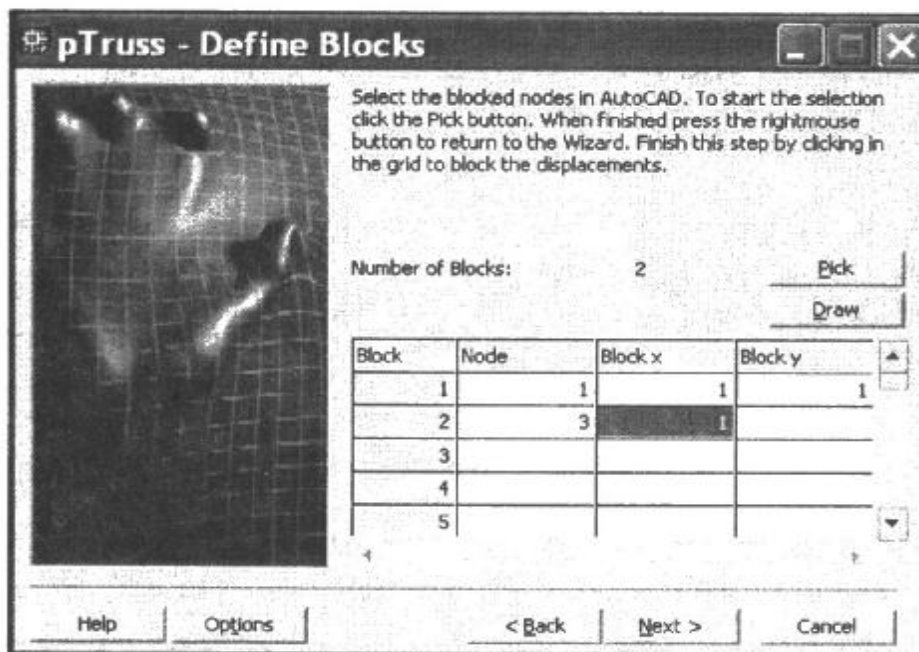 pTruss - Define Blocks
Select the blocked nodes in AutoCAD. To start the selection
click the Pick button. When finished press the rightmouse
button to return to the Wizard. Finish this step by clicking in
the grid to block the displacements.
Number of Blocks: 2 Pick
Draw
Block Node Block x Block y
1 1 1 1
2 3 1
3
4
5
Help Options < Back Next > Cancel